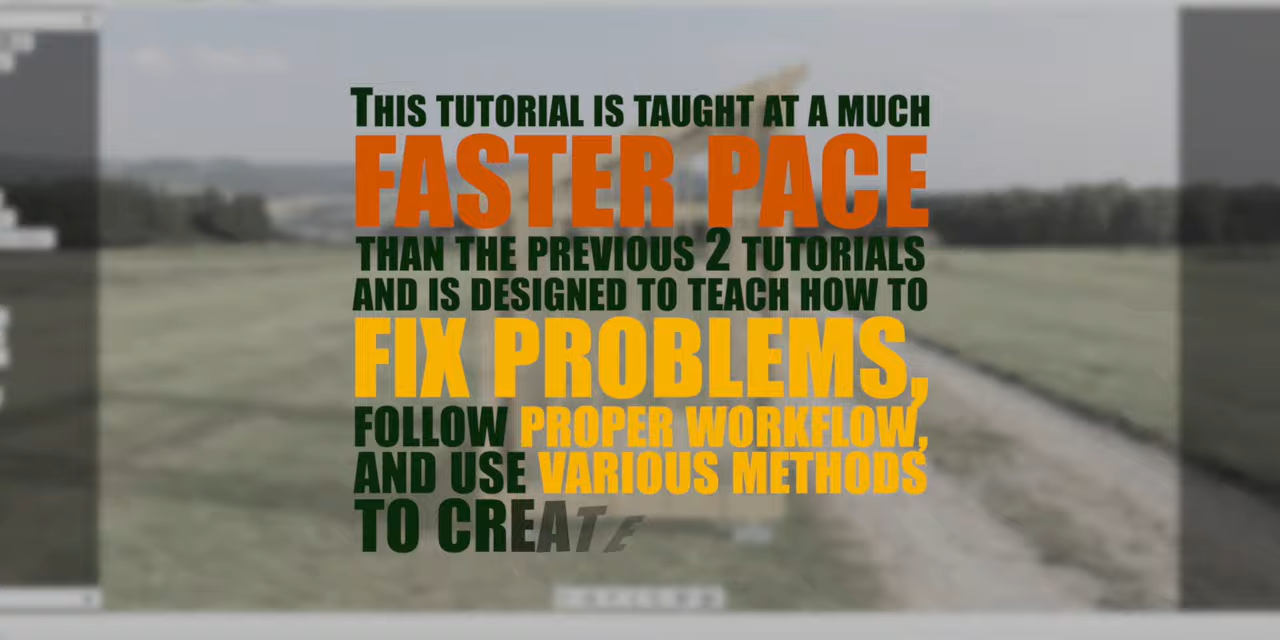 This tutorial is taught at a much
FASTER PACE
than the previous 2 tutorials
and is designed to teach how to
FIX PROBLEMS,
FOLLOW PROPER WORKFLOW,
AND USE VARIOUS METHODS
TO CREATE